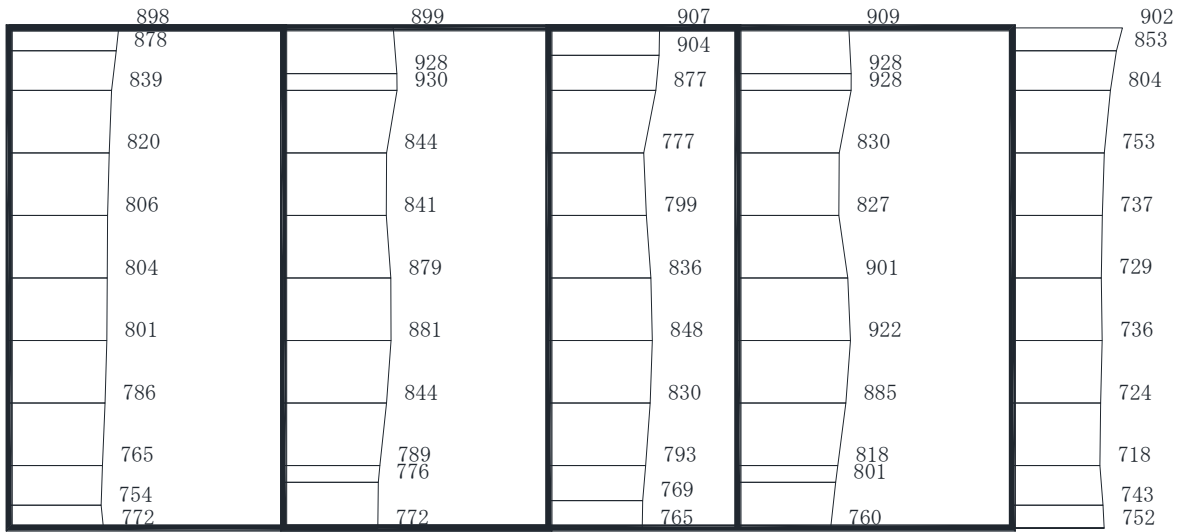 898 899 907 909 902
878 904 853
928 928
839 930 877 928 804
820 844 777 830 753
806 841 799 827 737
804 879 836 901 729
801 881 848 922 736
786 844 830 885 724
765 789 793 818 718
776 801
754 769 743
772 772 765 760 752